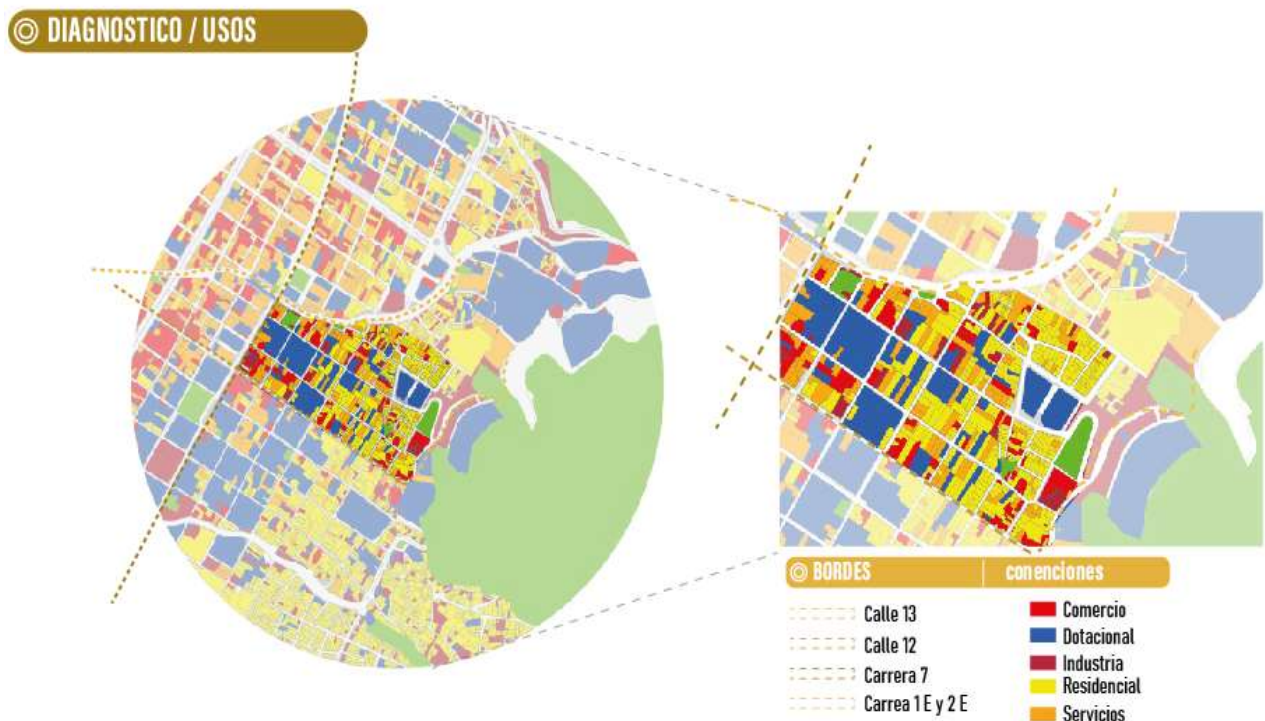 DIAGNOSTICO / USOS
BORDES
conenciones
Calle 13
Calle 12
Carrera 7
Carrea 1 E y 2 E
Comercio
Dotacional
Industria
Residencial
Servicios